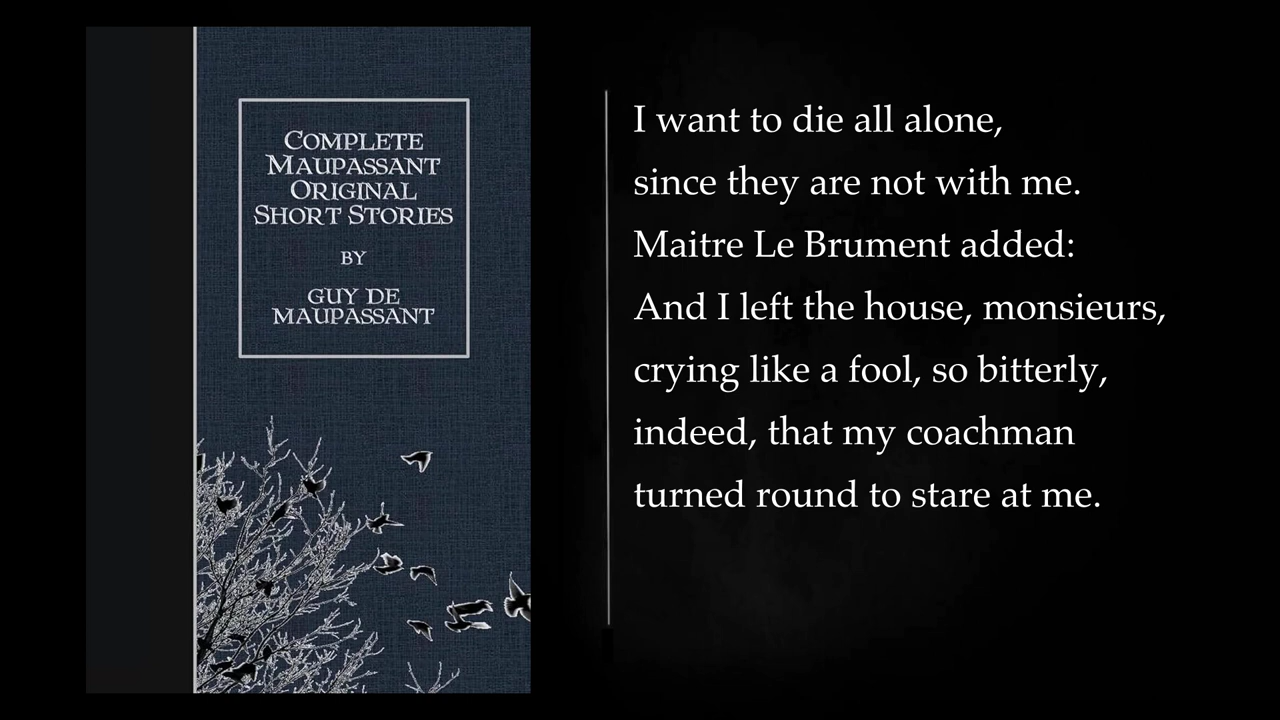 COMPLETE
MAUPASSANT
ORIGINAL
SHORT STORIES
BY
GUY DE
MAUPASSANT
I want to die all alone,
since they are not with me.
Maitre Le Brument added:
And I left the house, monsieurs,
crying like a fool, so bitterly,
indeed, that my coachman
turned round to stare at me.